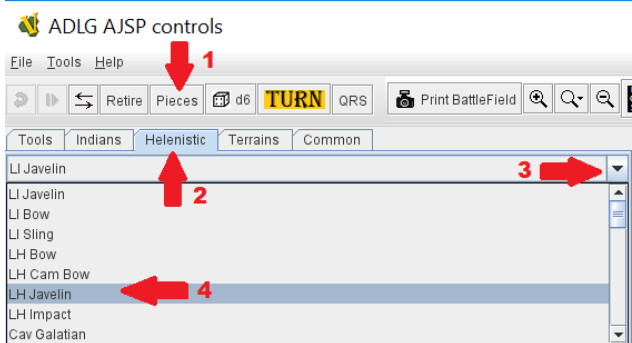 ADLG AJSP controls
File Tools Help 1
Retire Pieces d6 TURN QRS Print BattleField
Tools Indians Helenistic Terrains Common
LI Javelin 3
LI Javelin 2
LI Bow
LI Sling
LH Bow
LH Cam Bow
LH Javelin 4
LH Impact
Cav Galatian